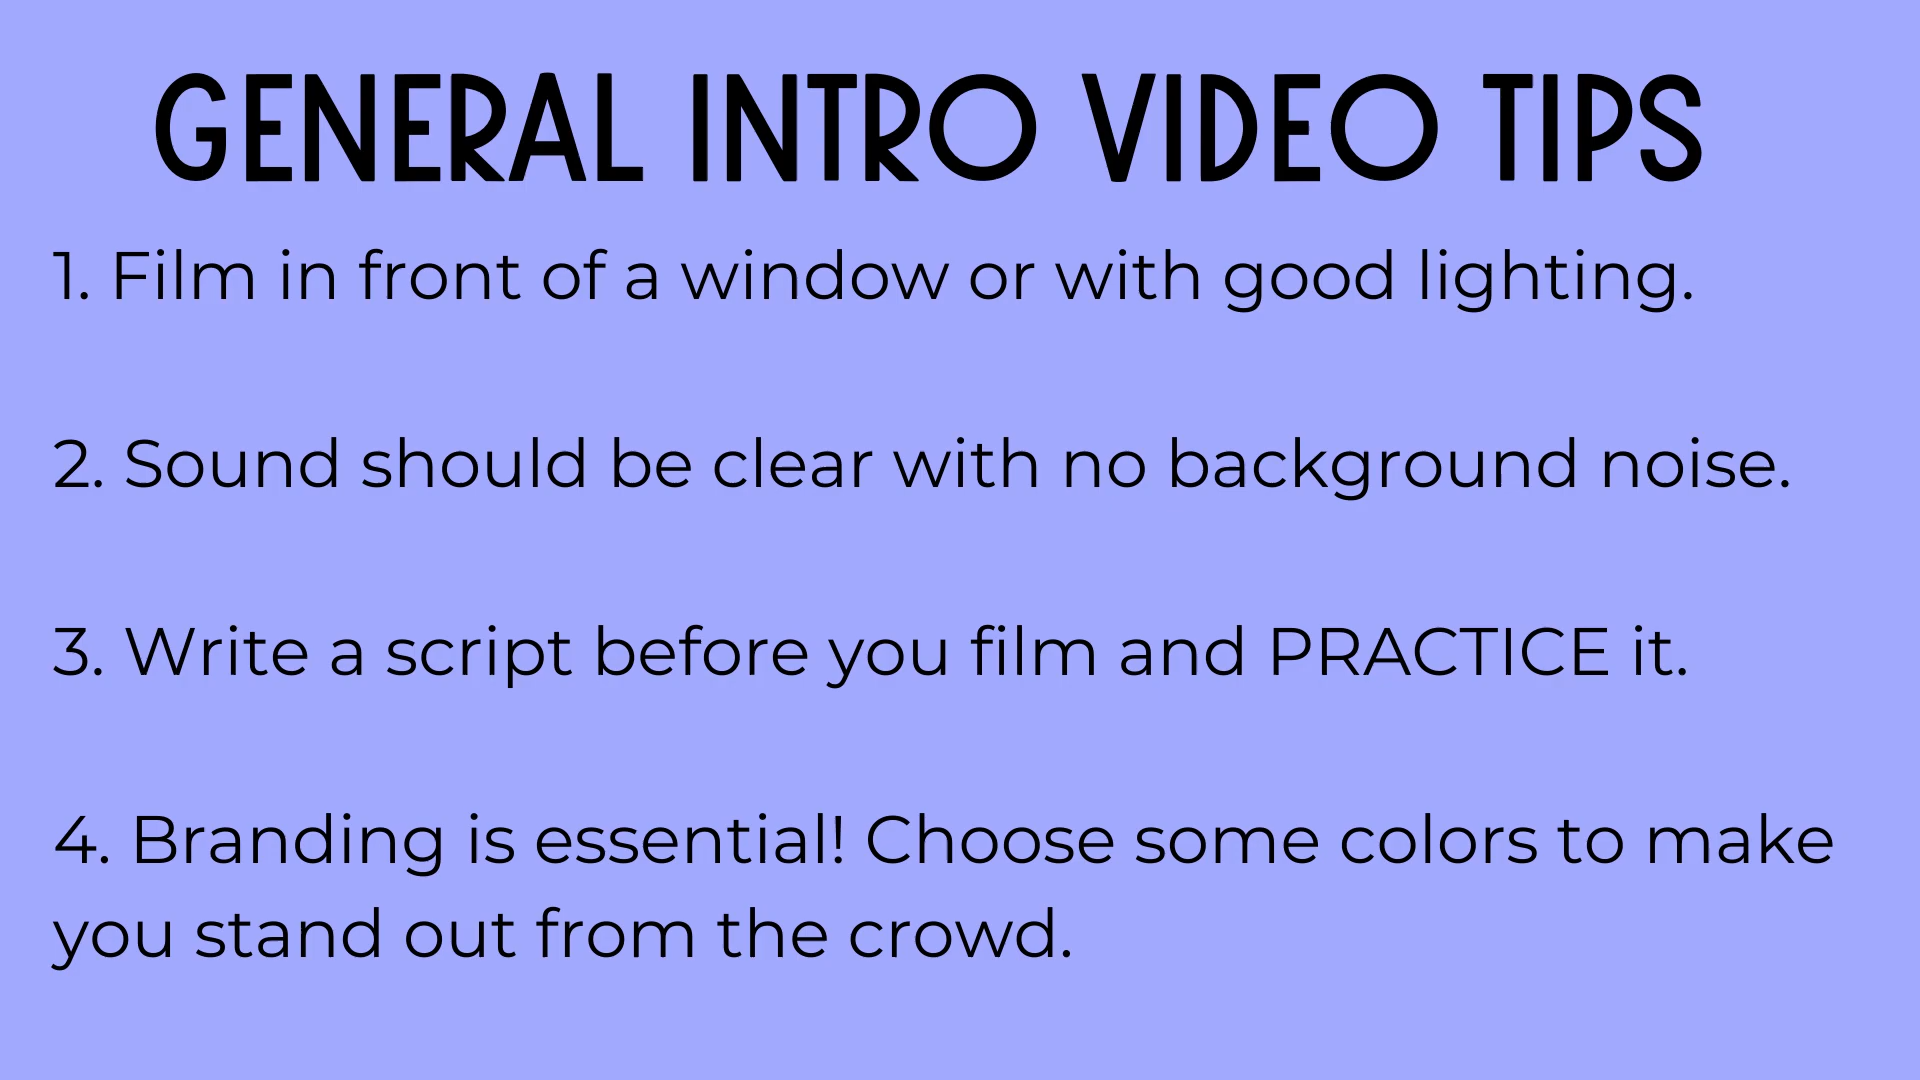 GENERAL INTRO VIDEO TIPS
1. Film in front of a window or with good lighting.
2. Sound should be clear with no background noise.
3. Write a script before you film and PRACTICE it.
4. Branding is essential! Choose some colors to make
you stand out from the crowd.